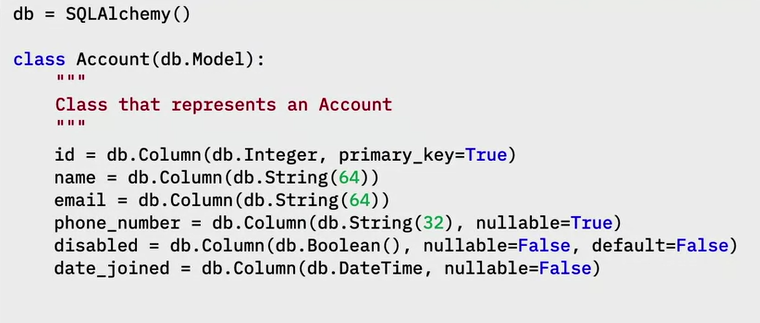 db = SQLAlchemy()
class Account(db.Model):
"""
Class that represents an Account
"""
id = db.Column(db.Integer, primary_key=True)
name = db.Column(db.String(64))
email = db.Column(db.String(64))
phone_number = db.Column(db.String(32), nullable=True)
disabled = db.Column(db.Boolean(), nullable=False, default=False)
date_joined = db.Column(db.DateTime, nullable=False)